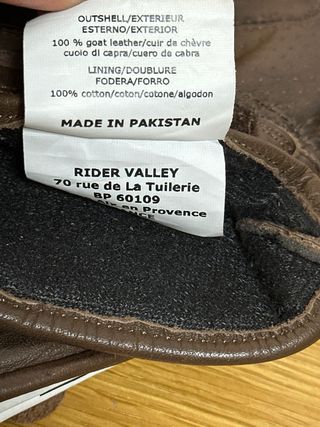 OUTSHELL/EXTERIEUR
ESTERNO/EXTERIOR
100 % goat leather/cuir de chèvre
cuoio di capra/cuero de cabra
LINING/DOUBLURE
FODERA/FORRO
100% cotton/coton/cotone/algodon
MADE IN PAKISTAN
RIDER VALLEY
70 rue de La Tuilerie
BP 60109
en Provence